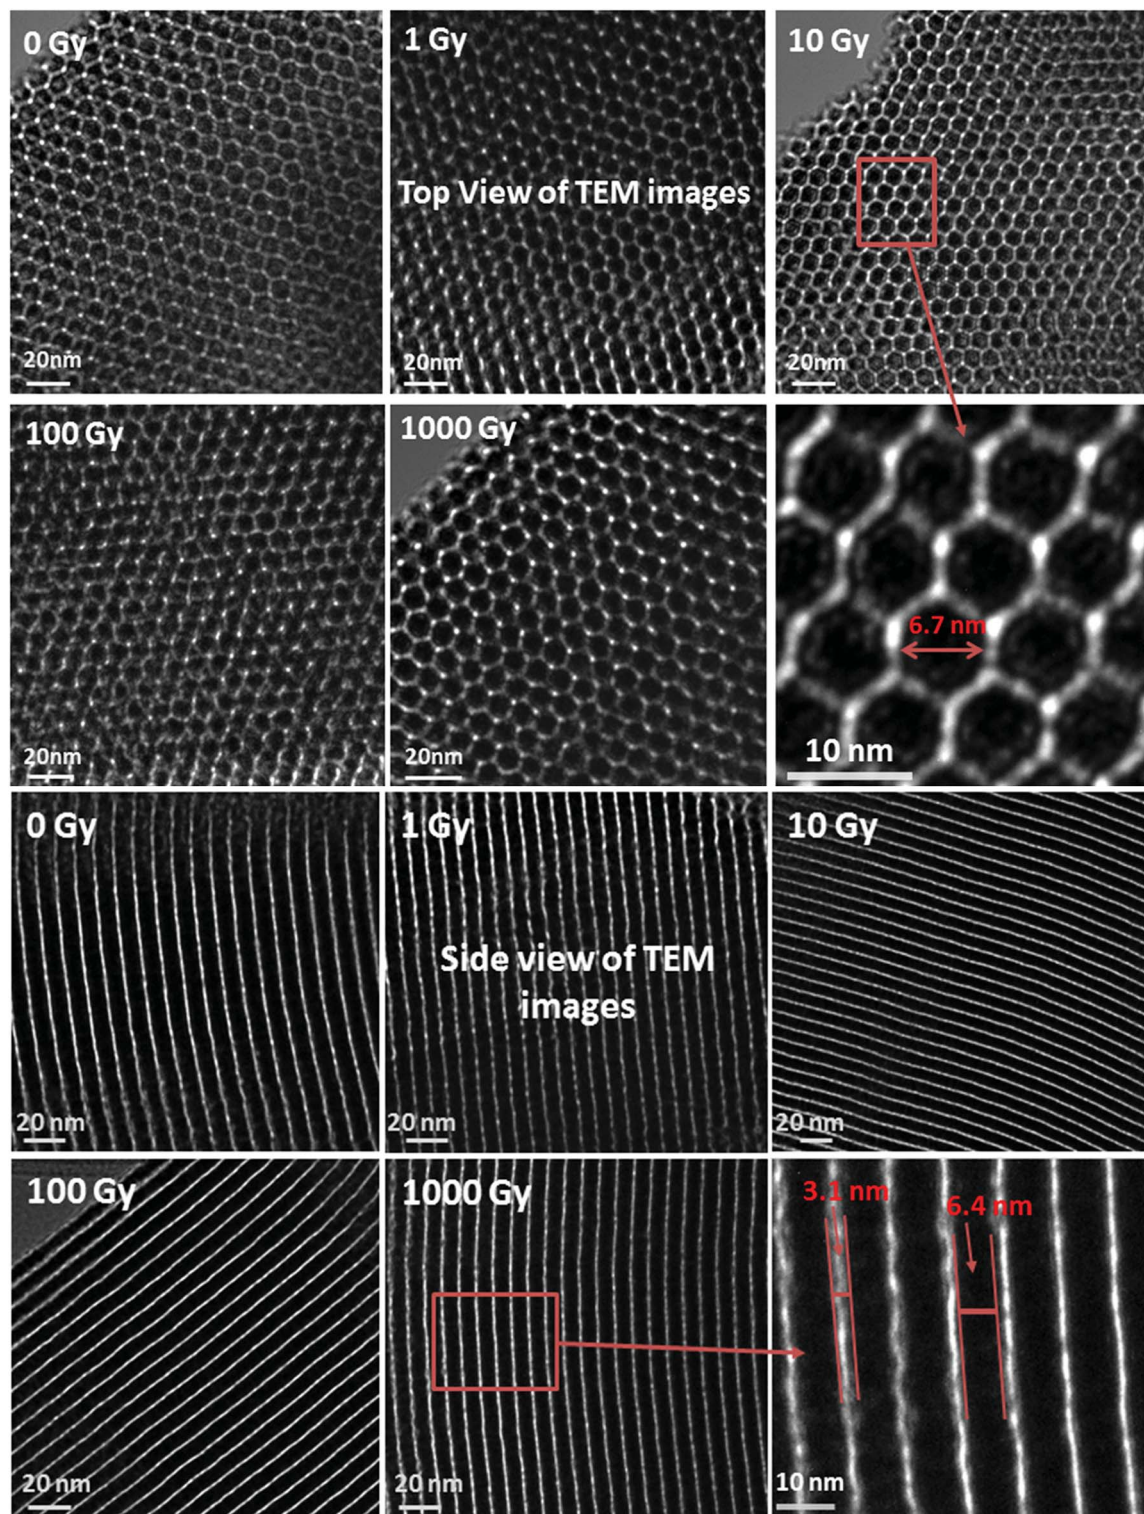 0 Gy
1 Gy
10 Gy
Top View of TEM images
20nm
20nm
20nm
100 Gy
1000 Gy
6.7 nm
20nm
20nm
10 nm
0 Gy
1 Gy
10 Gy
Side view of TEM
images
20 nm
20 nm
20 nm
100 Gy
1000 Gy
3.1 nm
6.4 nm
20 nm
20 nm
10 nm